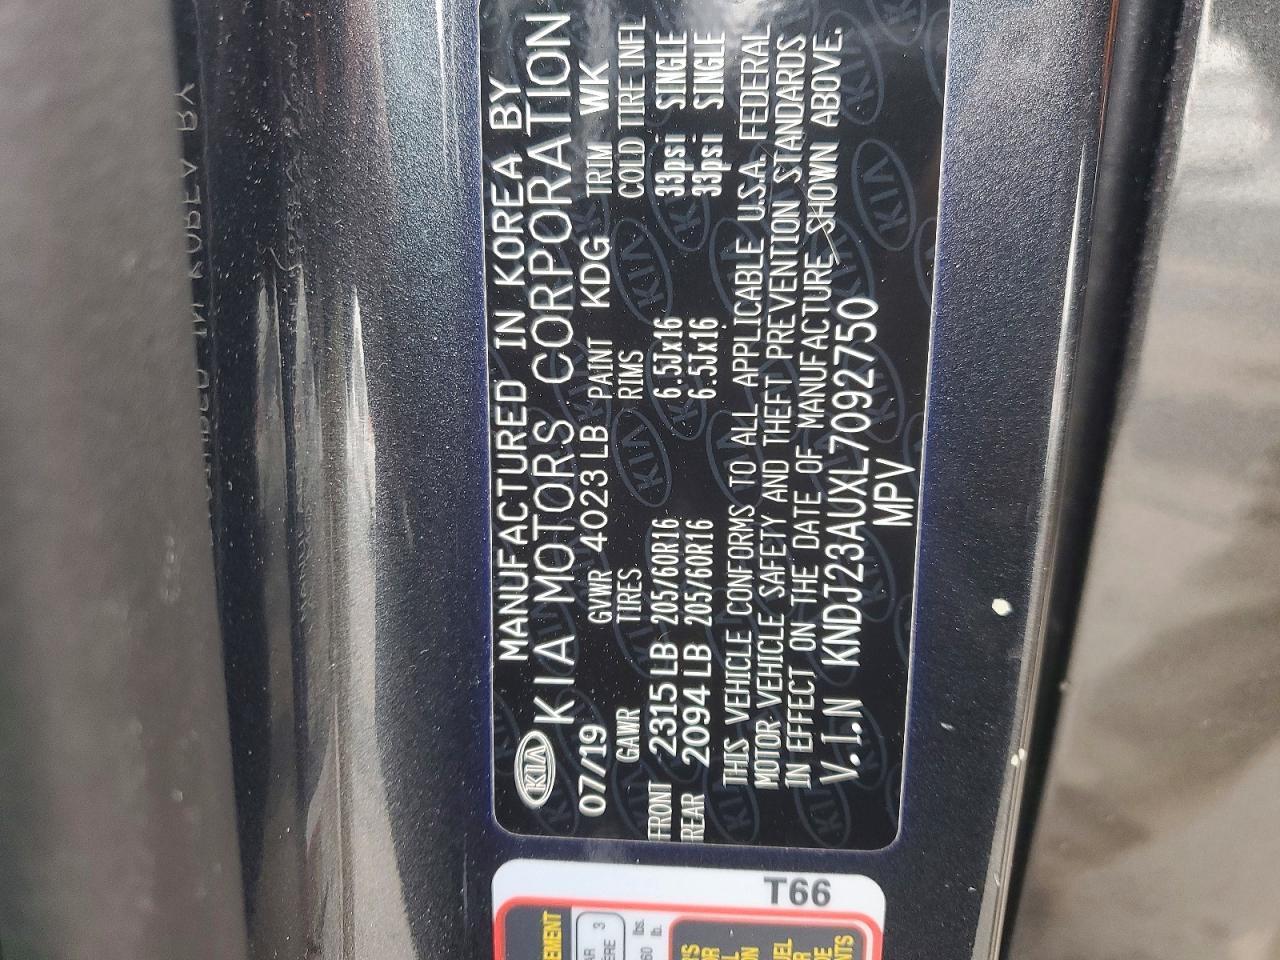 KIA
MANUFACTURED IN KOREA BY
KIA MOTORS CORPORATION
07/19 GVWR 4023 LB PAINT KDG TRIM WK
GAWR TIRES RIMS COLD TIRE INFL
FRONT 2315 LB 205/60R16 6.5Jx16 33psi SINGLE
REAR 2094 LB 205/60R16 6.5Jx16 33psi SINGLE
THIS VEHICLE CONFORMS TO ALL APPLICABLE U.S.A. FEDERAL
MOTOR VEHICLE SAFETY AND THEFT PREVENTION STANDARDS
IN EFFECT ON THE DATE OF MANUFACTURE SHOWN ABOVE.
V.I.N KNDJ23AUXL7092750
MPV
T66